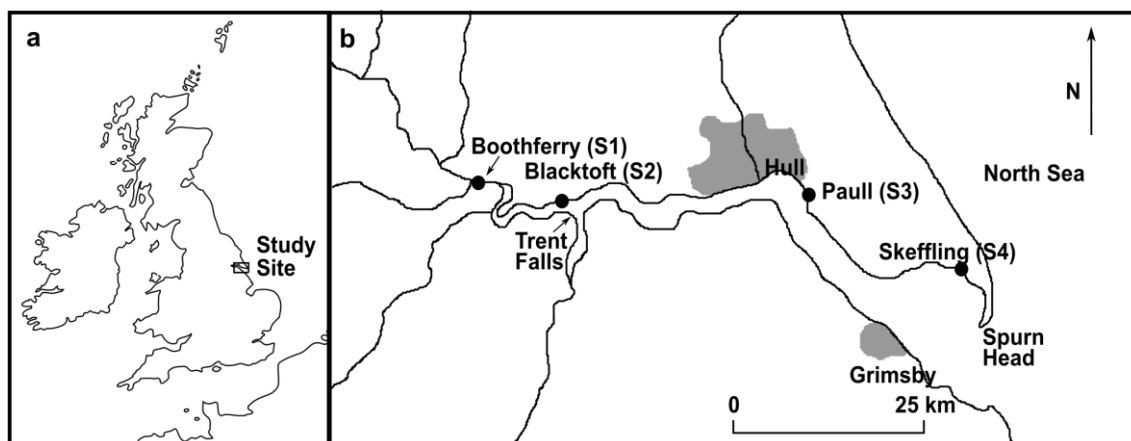 a
Study
Site
b
N
Boothferry (S1)
Blacktoft (S2)
Hull
North Sea
Paull (S3)
Trent
Falls
Skeffling (S4)
Spurn
Head
Grimsby
0
25 km